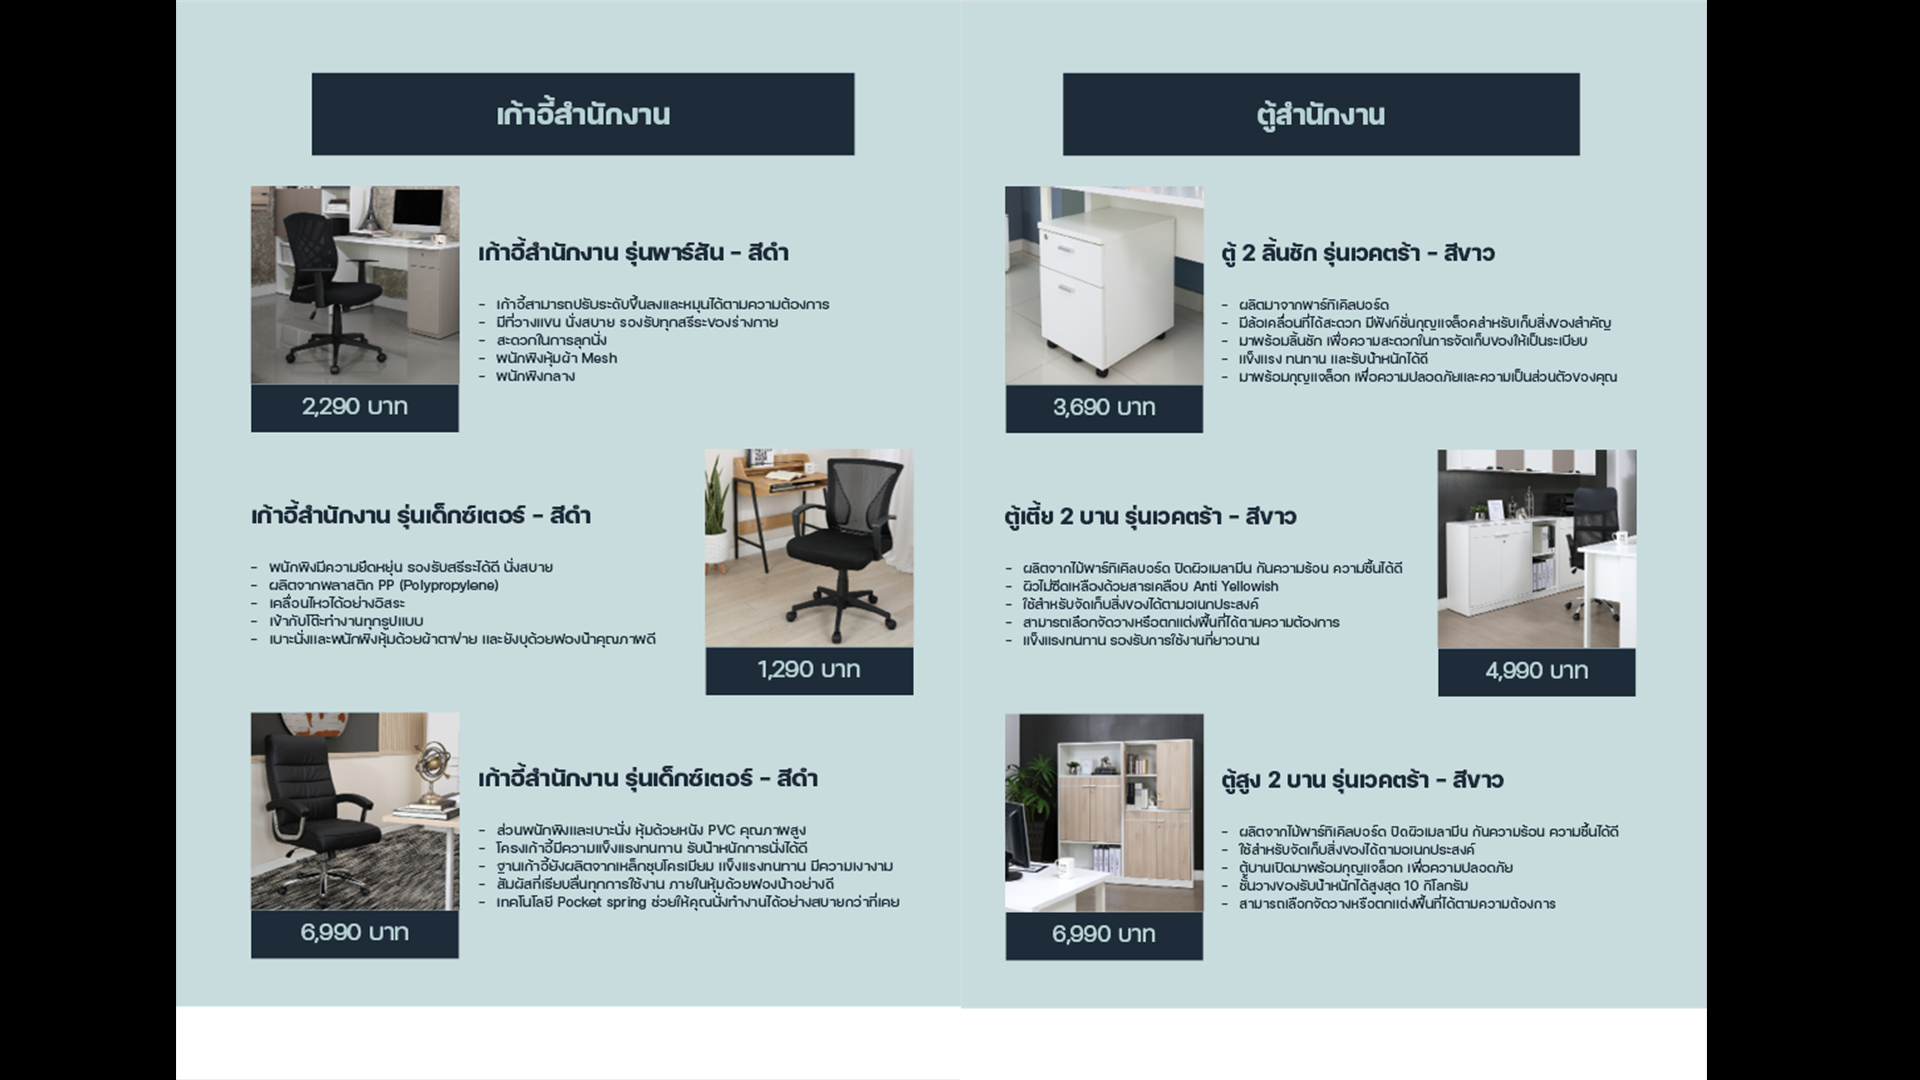 เก้าอี้สำนักงาน
เก้าอี้สำนักงาน รุ่นพาร์สัน - สีดำ
- เก้าอี้สามารถปรับระดับขึ้นลงและหมุนได้ตามความต้องการ
- มีที่วางแขน นั่งสบาย รองรับทุกสรีระของร่างกาย
- สะดวกในการลุกนั่ง
- พนักพิงหุ้มผ้า Mesh
- พนักพิงกลาง
2,290 บาท
เก้าอี้สำนักงาน รุ่นเด็กซ์เตอร์ - สีดำ
- พนักพิงมีความยืดหยุ่น รองรับสรีระได้ดี นั่งสบาย
- ผลิตจากพลาสติก PP (Polypropylene)
- เคลื่อนไหวได้อย่างอิสระ
- เข้ากับโต๊ะทำงานทุกรูปแบบ
- เบาะนั่งและพนักพิงหุ้มด้วยผ้าตาข่าย และยังบุด้วยฟองน้ำคุณภาพดี
1,290 บาท
เก้าอี้สำนักงาน รุ่นเด็กซ์เตอร์ - สีดำ
- ส่วนพนักพิงและเบาะนั่ง หุ้มด้วยหนัง PVC คุณภาพสูง
- โครงเก้าอี้มีความแข็งแรงทนทาน รับน้ำหนักการนั่งได้ดี
- ฐานเก้าอี้ยังผลิตจากเหล็กชุบโครเมียม แข็งแรงทนทาน มีความเงางาม
- สัมผัสที่เรียบลื่นทุกการใช้งาน ภายในหุ้มด้วยฟองน้ำอย่างดี
- เทคโนโลยี Pocket spring ช่วยให้คุณนั่งทำงานได้อย่างสบายกว่าที่เคย
6,990 บาท
ตู้สำนักงาน
ตู้ 2 ลิ้นชัก รุ่นเวคตร้า - สีขาว
- ผลิตมาจากพาร์ทิเคิลบอร์ด
- มีล้อเคลื่อนที่ได้สะดวก มีฟังก์ชั่นกุญแจล็อคสำหรับเก็บสิ่งของสำคัญ
- มาพร้อมลิ้นชัก เพื่อความสะดวกในการจัดเก็บของให้เป็นระเบียบ
- แข็งแรง ทนทาน และรับน้ำหนักได้ดี
- มาพร้อมกุญแจล็อก เพื่อความปลอดภัยและความเป็นส่วนตัวของคุณ
3,690 บาท
ตู้เตี้ย 2 บาน รุ่นเวคตร้า - สีขาว
- ผลิตจากไม้พาร์ทิเคิลบอร์ด ปิดผิวเมลามีน กันความร้อน ความชื้นได้ดี
- ผิวไม่ซีดเหลืองด้วยสารเคลือบ Anti Yellowish
- ใช้สำหรับจัดเก็บสิ่งของได้ตามอเนกประสงค์
- สามารถเลือกจัดวางหรือตกแต่งพื้นที่ได้ตามความต้องการ
- แข็งแรงทนทาน รองรับการใช้งานที่ยาวนาน
4,990 บาท
ตู้สูง 2 บาน รุ่นเวคตร้า - สีขาว
- ผลิตจากไม้พาร์ทิเคิลบอร์ด ปิดผิวเมลามีน กันความร้อน ความชื้นได้ดี
- ใช้สำหรับจัดเก็บสิ่งของได้ตามอเนกประสงค์
- ตู้บานเปิดมาพร้อมกุญแจล็อก เพื่อความปลอดภัย
- ชั้นวางของรับน้ำหนักได้สูงสุด 10 กิโลกรัม
- สามารถเลือกจัดวางหรือตกแต่งพื้นที่ได้ตามความต้องการ
6,990 บาท